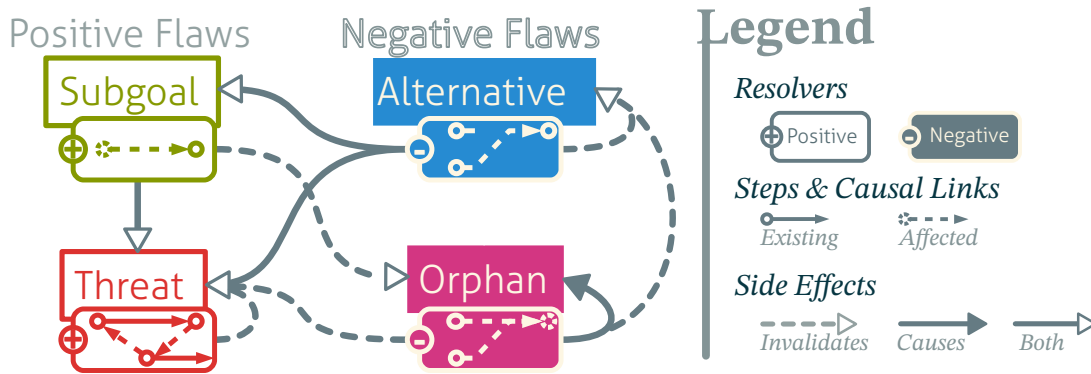 Positive Flaws
Negative Flaws
Subgoal
Alternative
Threat
Orphan
Legend
Resolvers
Positive
Negative
Steps & Causal Links
Existing
Affected
Side Effects
Invalidates
Causes
Both